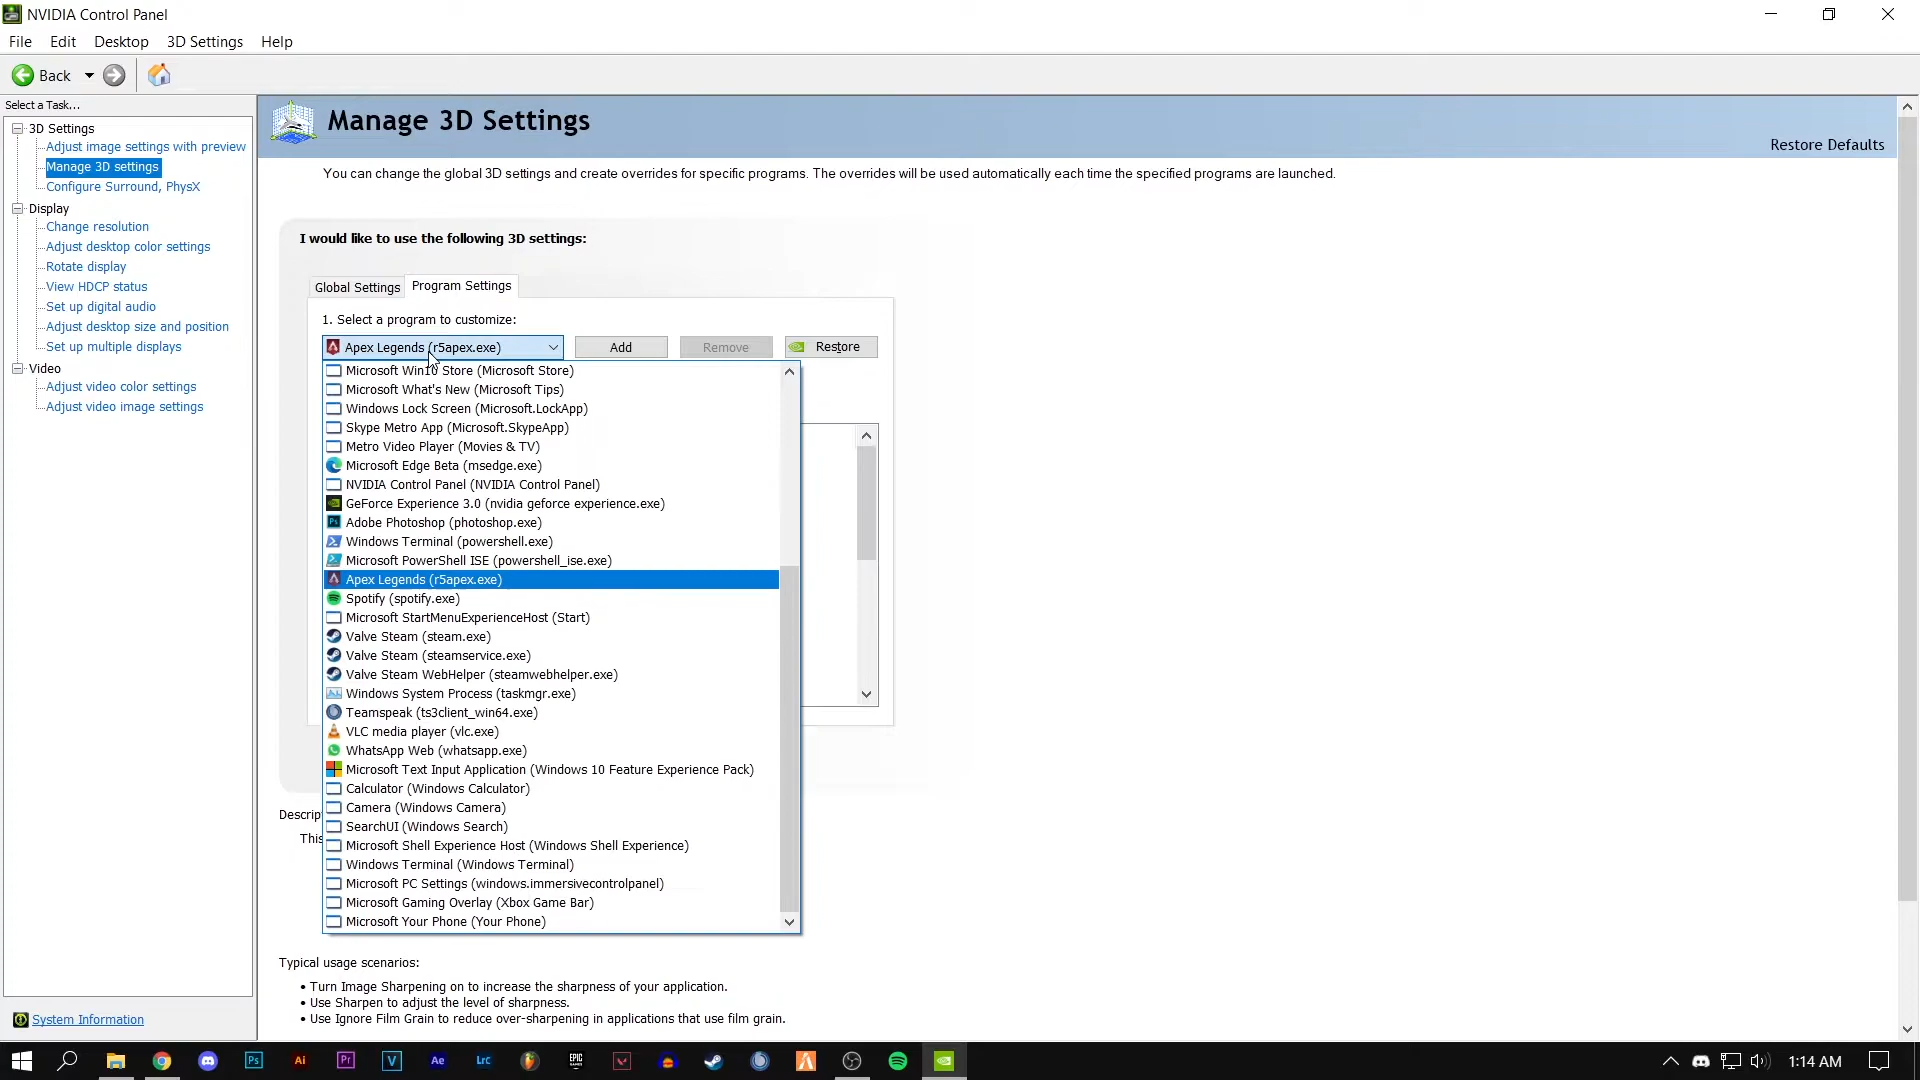 NVIDIA Control Panel
File Edit Desktop 3D Settings Help
Back
Select a Task...
3D Settings
Adjust image settings with preview
Manage 3D settings
Configure Surround, PhysX
Display
Change resolution
Adjust desktop color settings
Rotate display
View HDCP status
Set up digital audio
Adjust desktop size and position
Set up multiple displays
Video
Adjust video color settings
Adjust video image settings
System Information
Manage 3D Settings
Restore Defaults
You can change the global 3D settings and create overrides for specific programs. The overrides will be used automatically each time the specified programs are launched.
I would like to use the following 3D settings:
Global Settings Program Settings
1. Select a program to customize:
Apex Legends (r5apex.exe) Add Remove Restore
Microsoft Win10 Store (Microsoft Store)
Microsoft What's New (Microsoft Tips)
Windows Lock Screen (Microsoft.LockApp)
Skype Metro App (Microsoft.SkypeApp)
Metro Video Player (Movies & TV)
Microsoft Edge Beta (msedge.exe)
NVIDIA Control Panel (NVIDIA Control Panel)
GeForce Experience 3.0 (nvidia geforce experience.exe)
Adobe Photoshop (photoshop.exe)
Windows Terminal (powershell.exe)
Microsoft PowerShell ISE (powershell_ise.exe)
Apex Legends (r5apex.exe)
Spotify (spotify.exe)
Microsoft StartMenuExperienceHost (Start)
Valve Steam (steam.exe)
Valve Steam (steamservice.exe)
Valve Steam WebHelper (steamwebhelper.exe)
Windows System Process (taskmgr.exe)
Teamspeak (ts3client_win64.exe)
VLC media player (vlc.exe)
WhatsApp Web (whatsapp.exe)
Microsoft Text Input Application (Windows 10 Feature Experience Pack)
Calculator (Windows Calculator)
Camera (Windows Camera)
SearchUI (Windows Search)
Microsoft Shell Experience Host (Windows Shell Experience)
Windows Terminal (Windows Terminal)
Microsoft PC Settings (windows.immersivecontrolpanel)
Microsoft Gaming Overlay (Xbox Game Bar)
Microsoft Your Phone (Your Phone)
Descrip
This
Typical usage scenarios:
• Turn Image Sharpening on to increase the sharpness of your application.
• Use Sharpen to adjust the level of sharpness.
• Use Ignore Film Grain to reduce over-sharpening in applications that use film grain.
Ps Ai Pr V Ae Lrc EPIC GAMES 1:14 AM